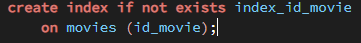 create index if not exists index_id_movie
on movies (id_movie);